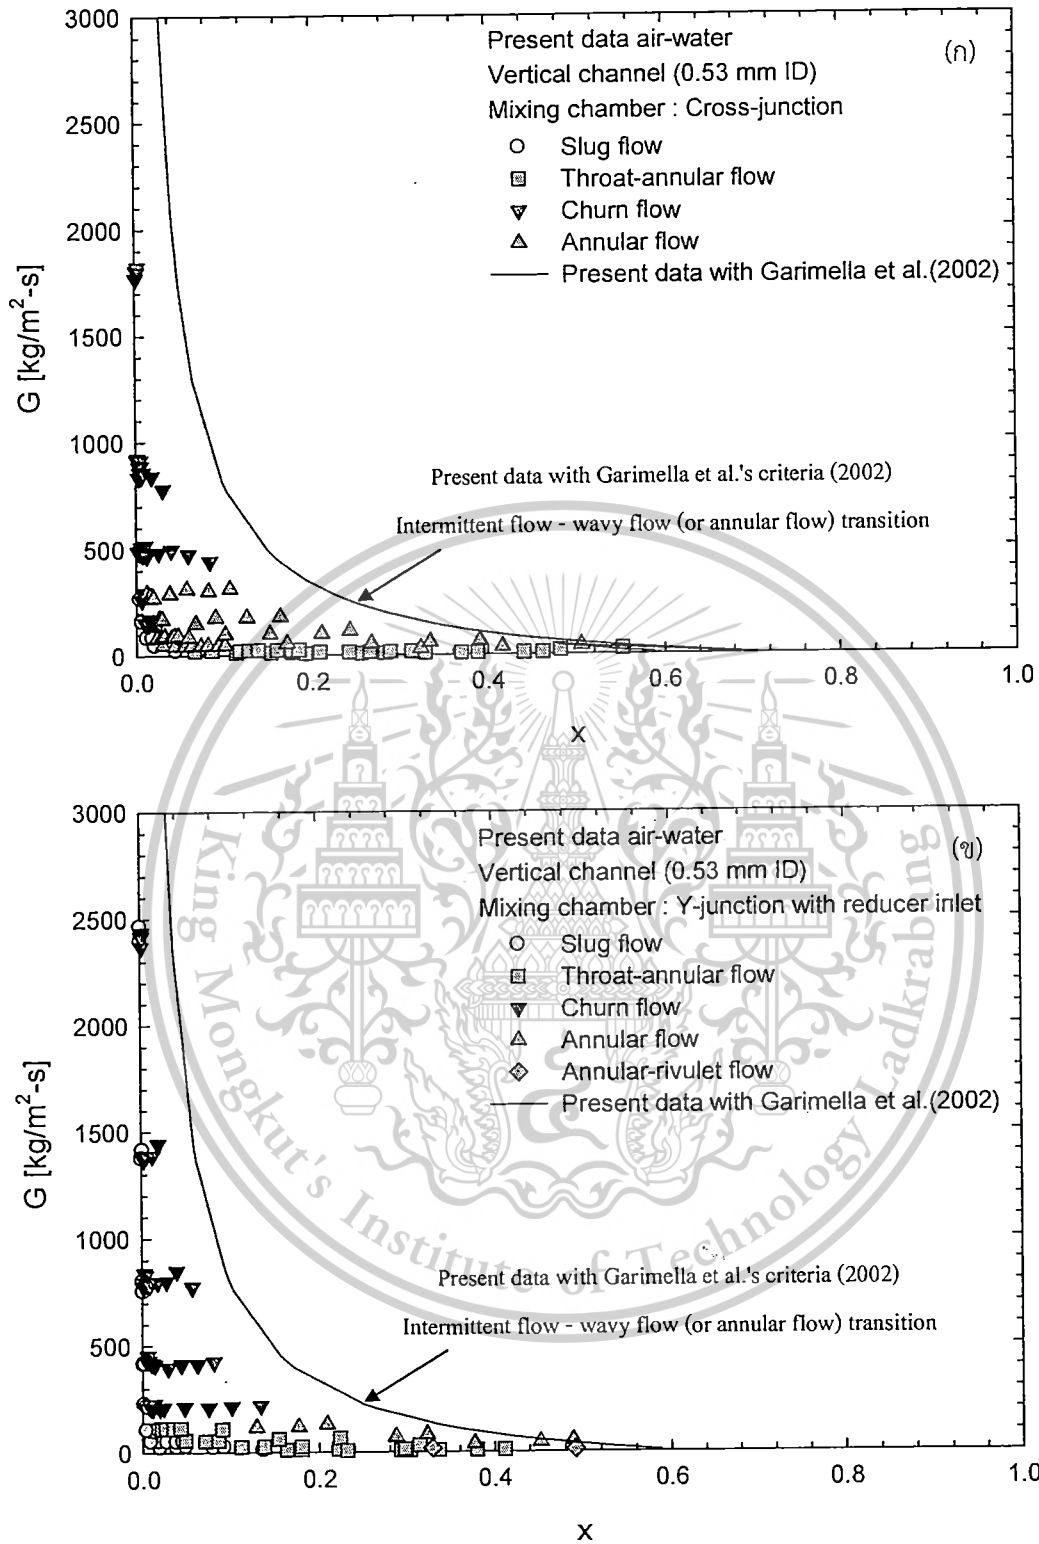 3000
2500
2000
1500
1000
500
0
G [kg/m²-s]
Present data air-water
Vertical channel (0.53 mm ID)
Mixing chamber : Cross-junction
Slug flow
Throat-annular flow
Churn flow
Annular flow
Present data with Garimella et al.(2002)
(ก)
Present data with Garimella et al.'s criteria (2002)
Intermittent flow - wavy flow (or annular flow) transition
0.0 0.2 0.4 0.6 0.8 1.0
x
3000
2500
2000
1500
1000
500
0
G [kg/m²-s]
Present data air-water
Vertical channel (0.53 mm ID)
Mixing chamber : Y-junction with reducer inlet
Slug flow
Throat-annular flow
Churn flow
Annular flow
Annular-rivulet flow
Present data with Garimella et al.(2002)
(ข)
Present data with Garimella et al.'s criteria (2002)
Intermittent flow - wavy flow (or annular flow) transition
0.0 0.2 0.4 0.6 0.8 1.0
x
King Mongkut's Institute of Technology Ladkrabang